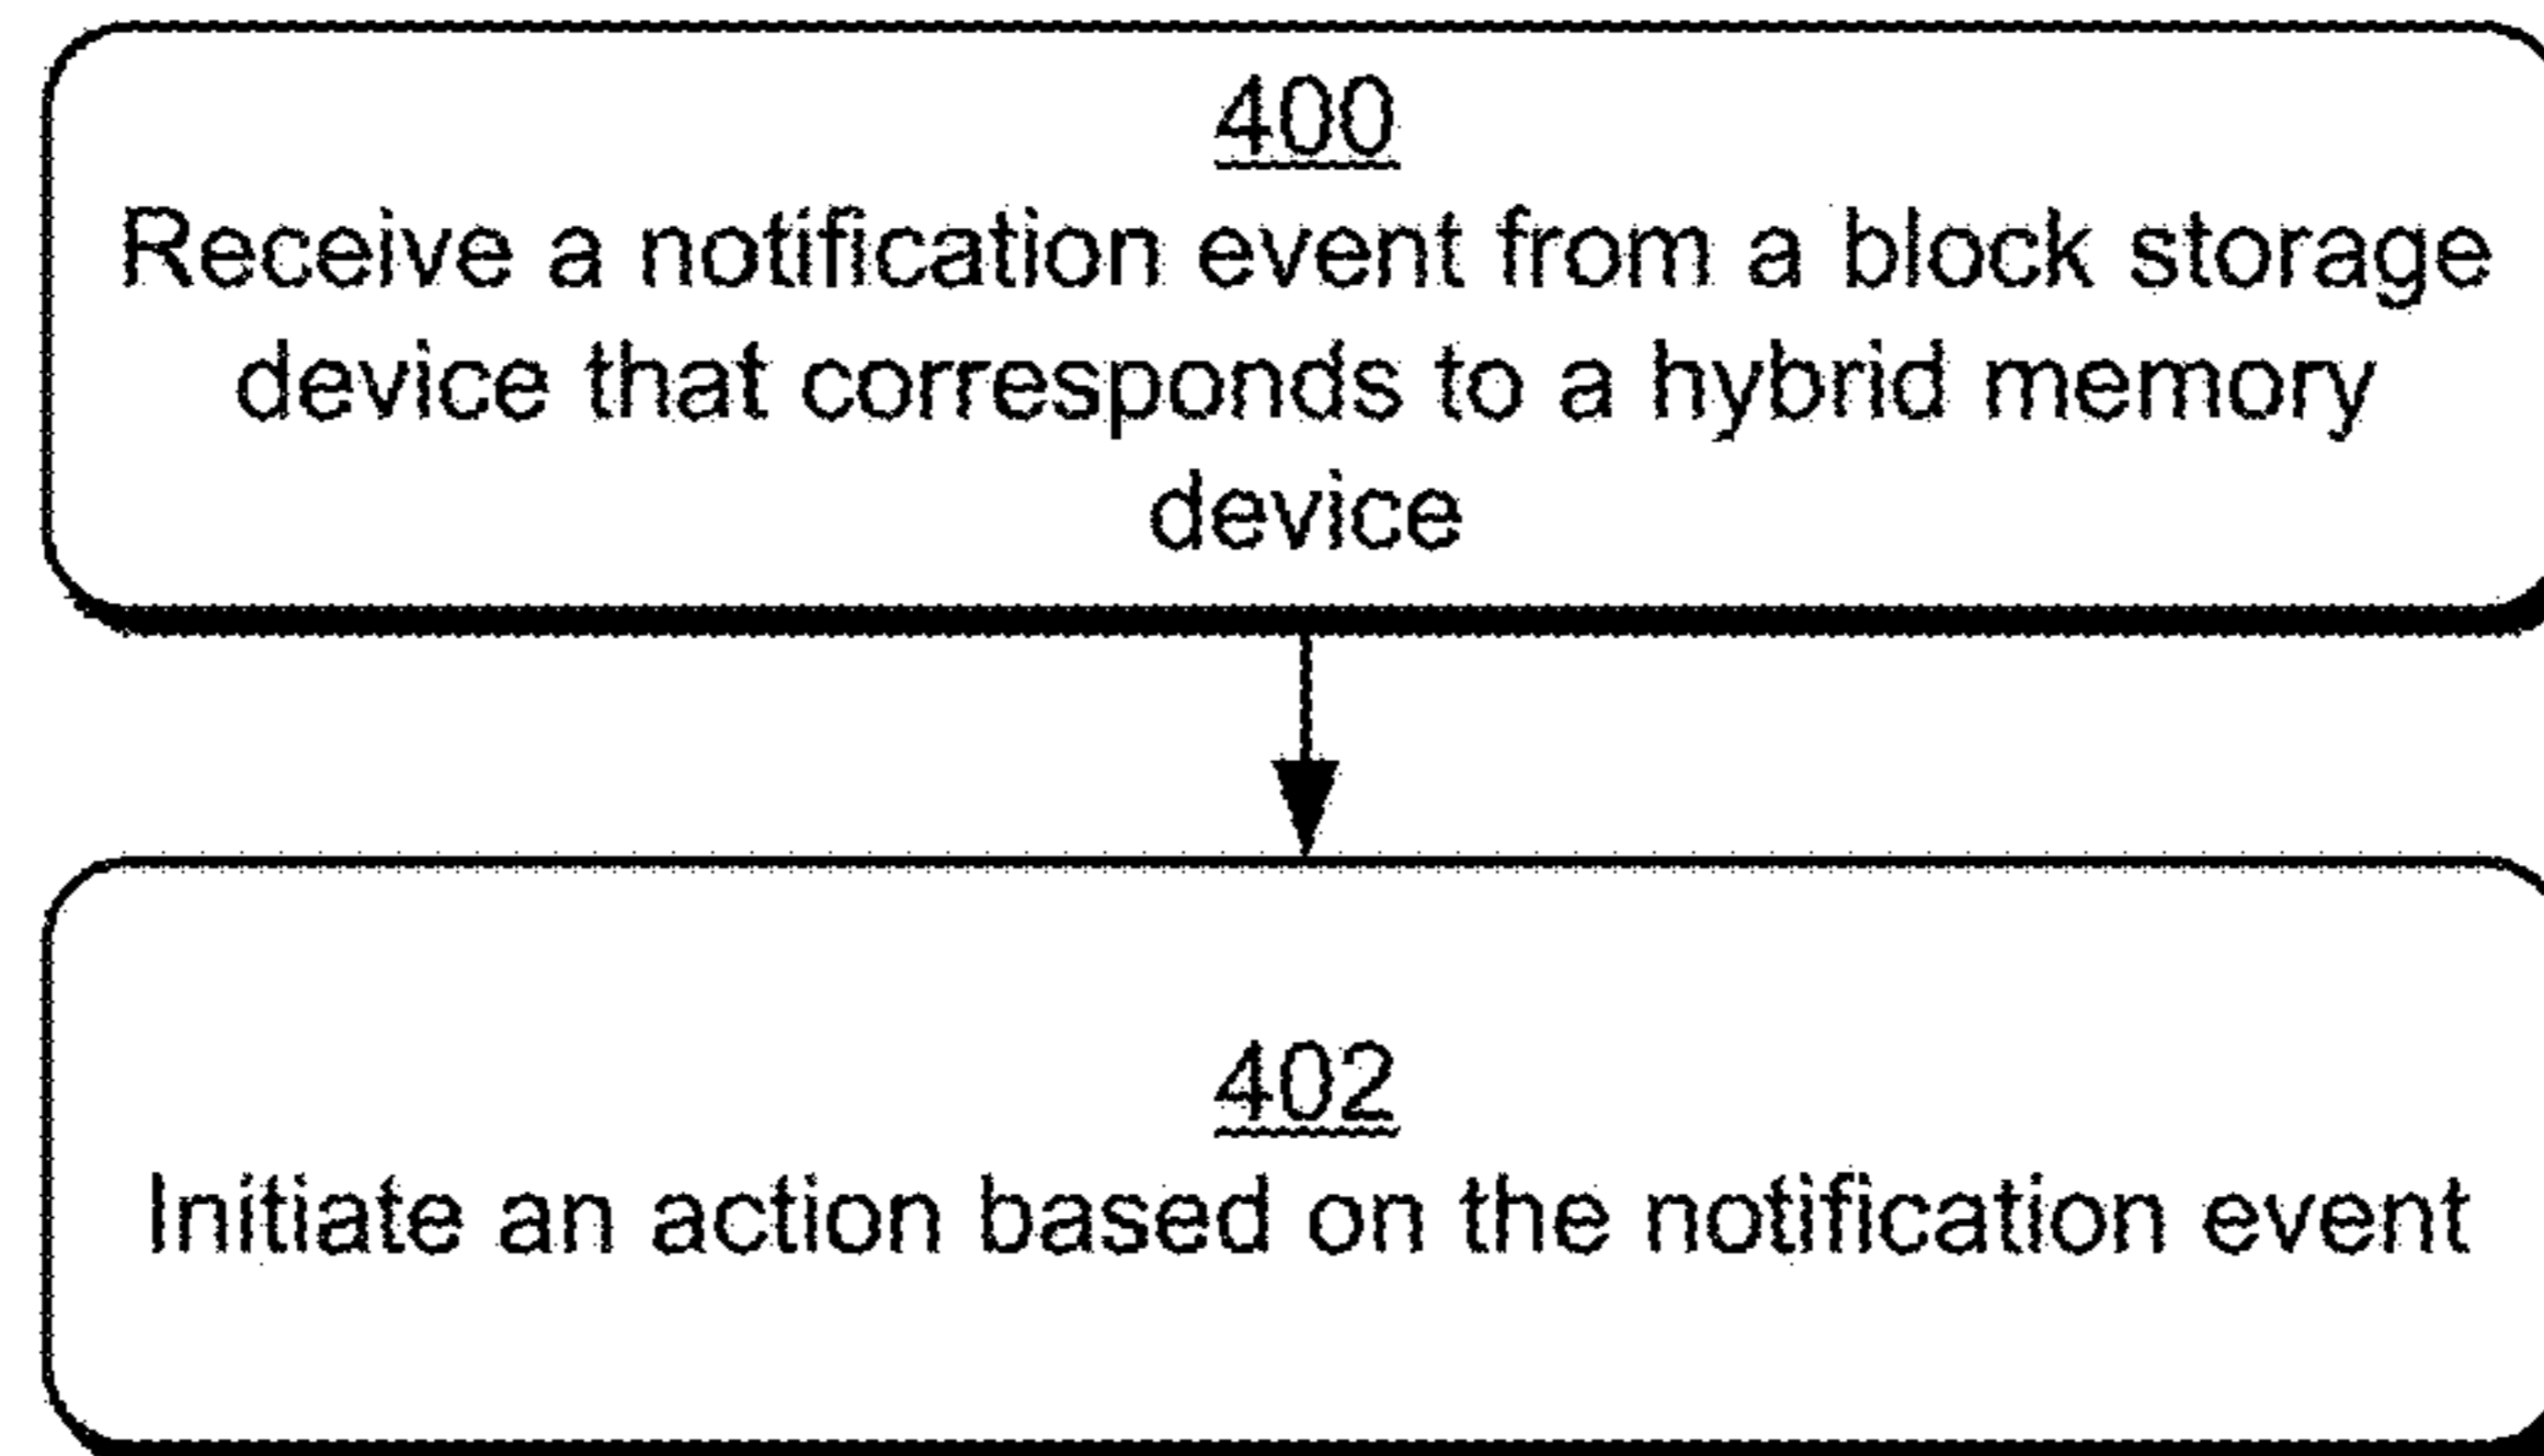 400
Receive a notification event from a block storage
device that corresponds to a hybrid memory
device
402
Initiate an action based on the notification event